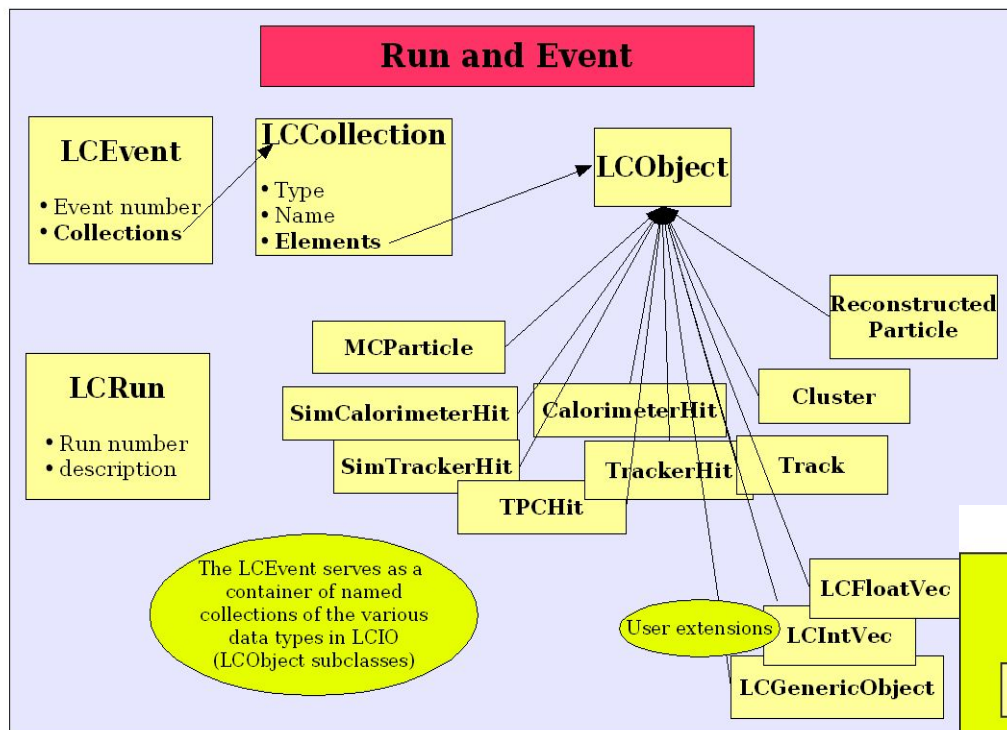 Run and Event
LCEvent
• Event number
• Collections
LCCollection
• Type
• Name
• Elements
LCObject
LCRun
• Run number
• description
MCParticle
SimCalorimeterHit
SimTrackerHit
TPCHit
CalorimeterHit
TrackerHit
Track
Cluster
Reconstructed
Particle
The LCEvent serves as a
container of named
collections of the various
data types in LCIO
(LCObject subclasses)
User extensions
LCFloatVec
LCIntVec
LCGenericObject